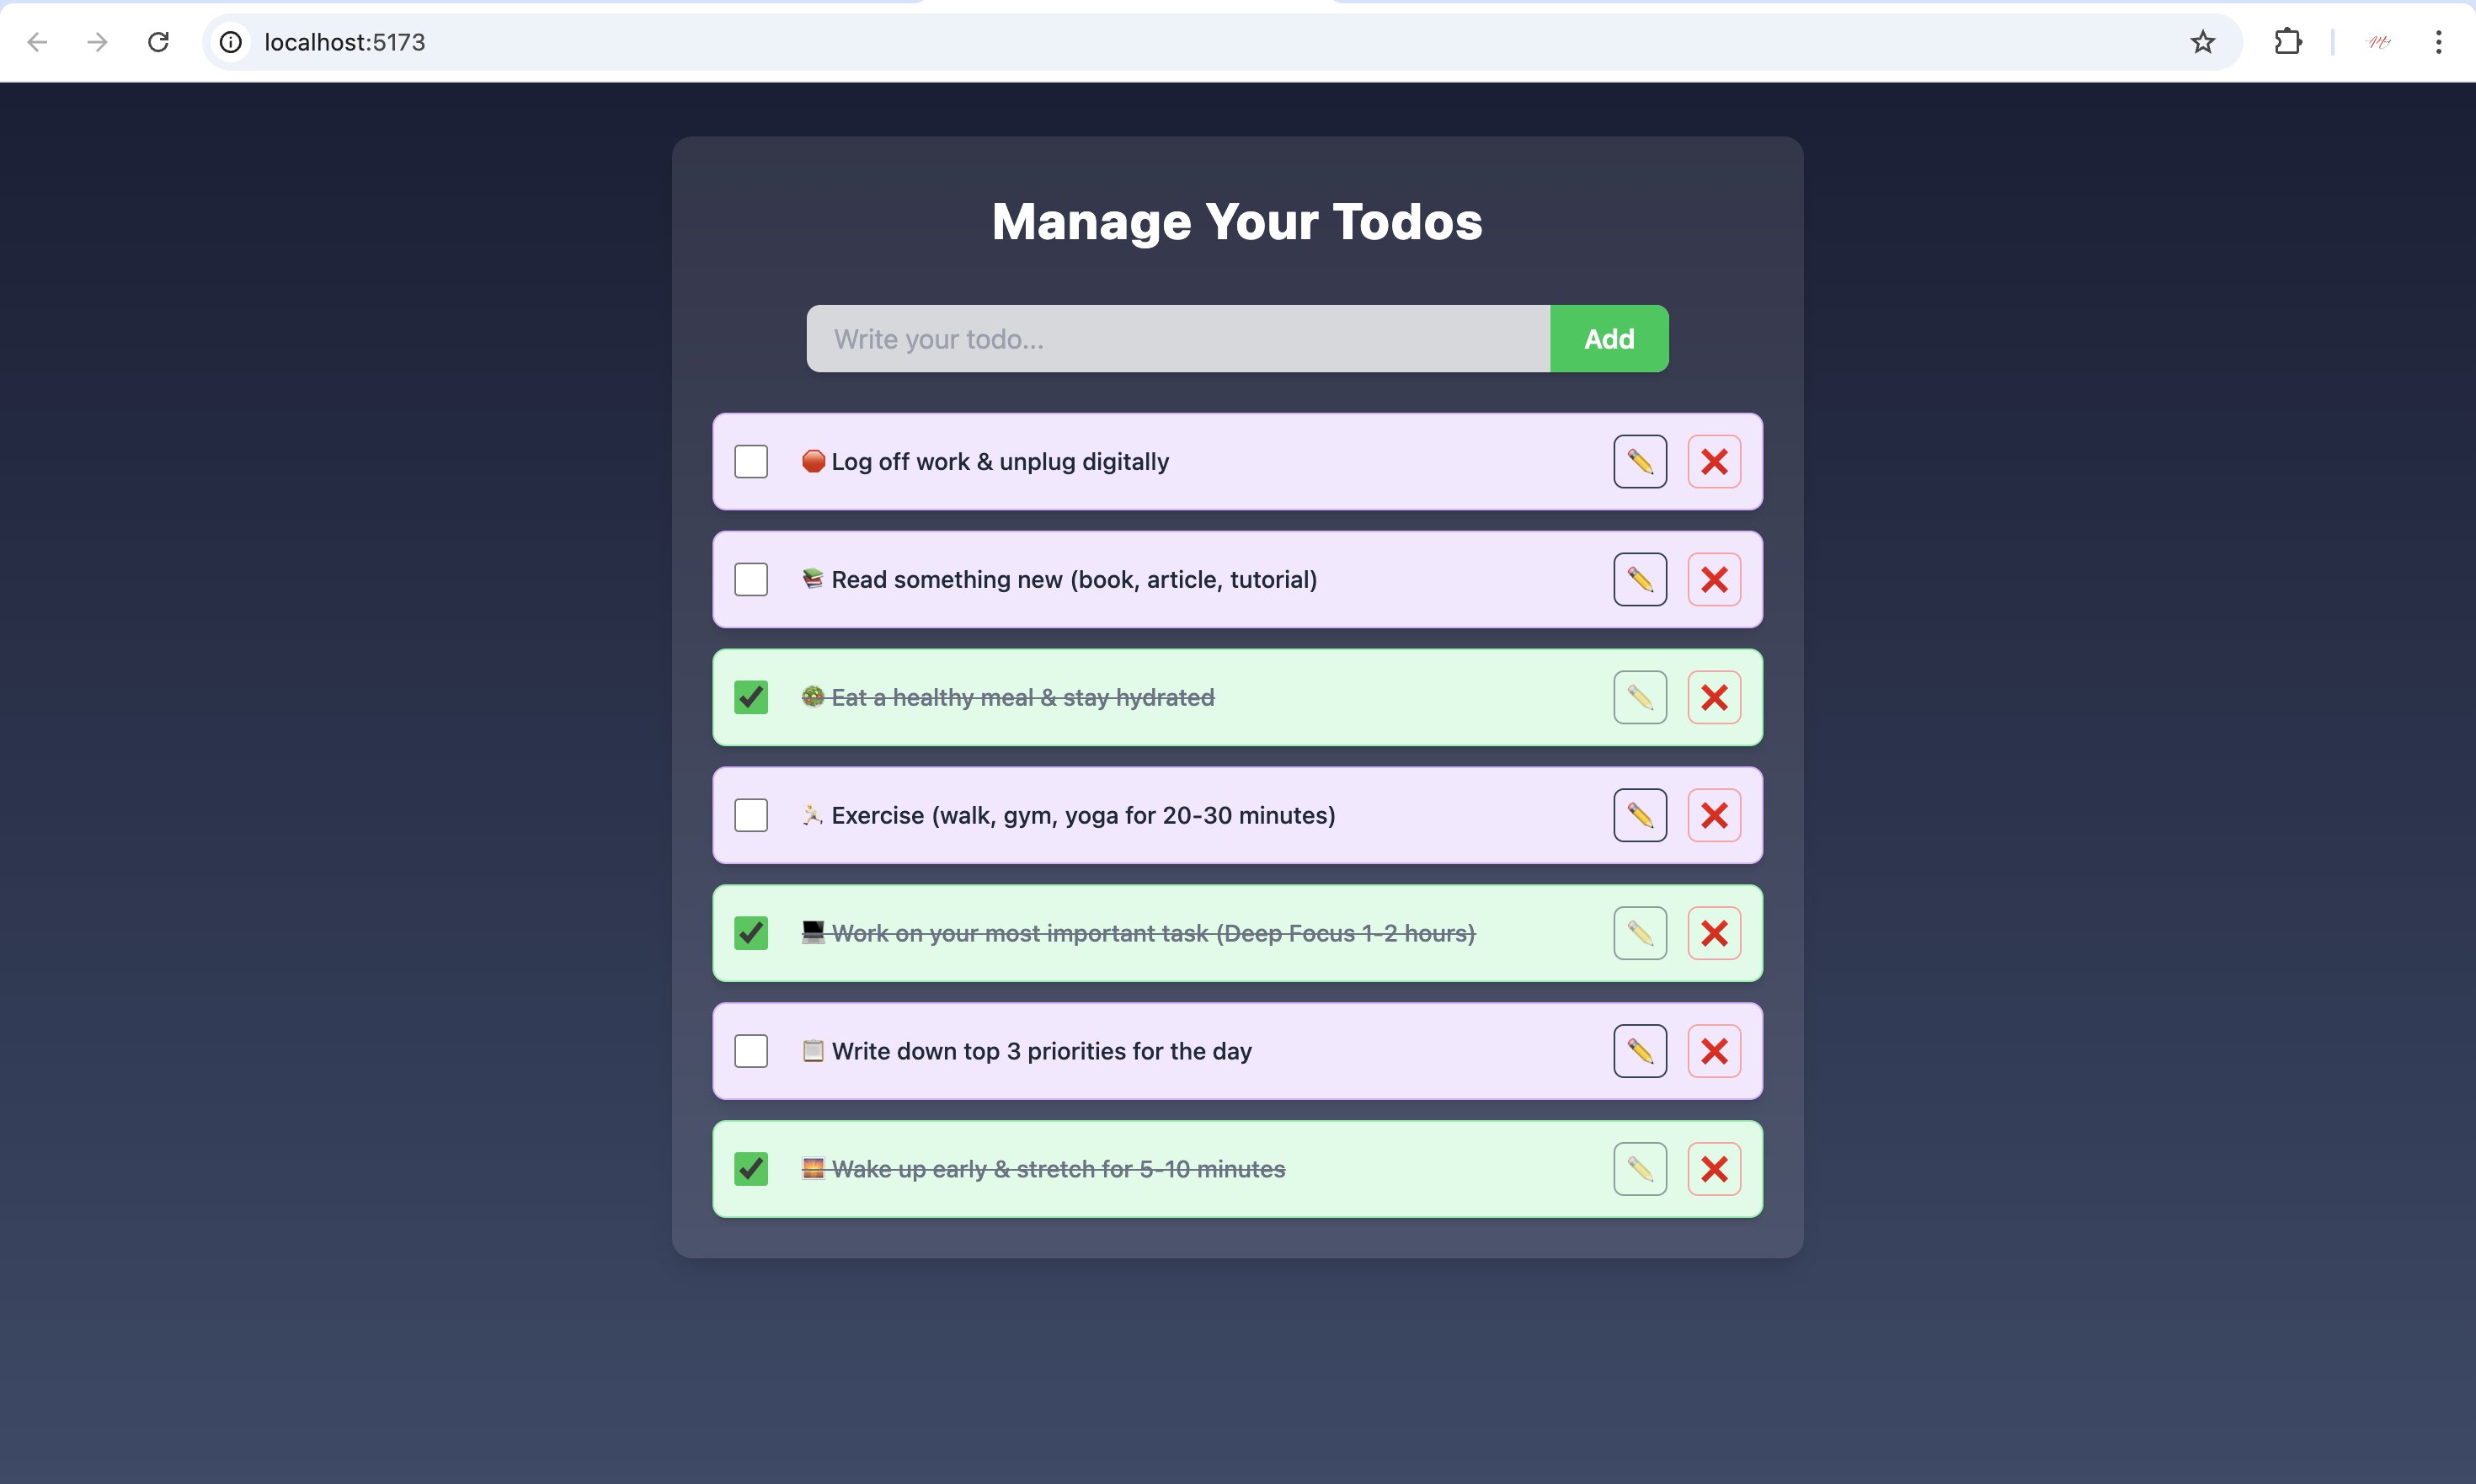 localhost:5173
Manage Your Todos
Write your todo...
Add
🛑 Log off work & unplug digitally
📚 Read something new (book, article, tutorial)
🥗 Eat a healthy meal & stay hydrated
🏃 Exercise (walk, gym, yoga for 20-30 minutes)
💻 Work on your most important task (Deep Focus 1-2 hours)
📋 Write down top 3 priorities for the day
🌅 Wake up early & stretch for 5-10 minutes